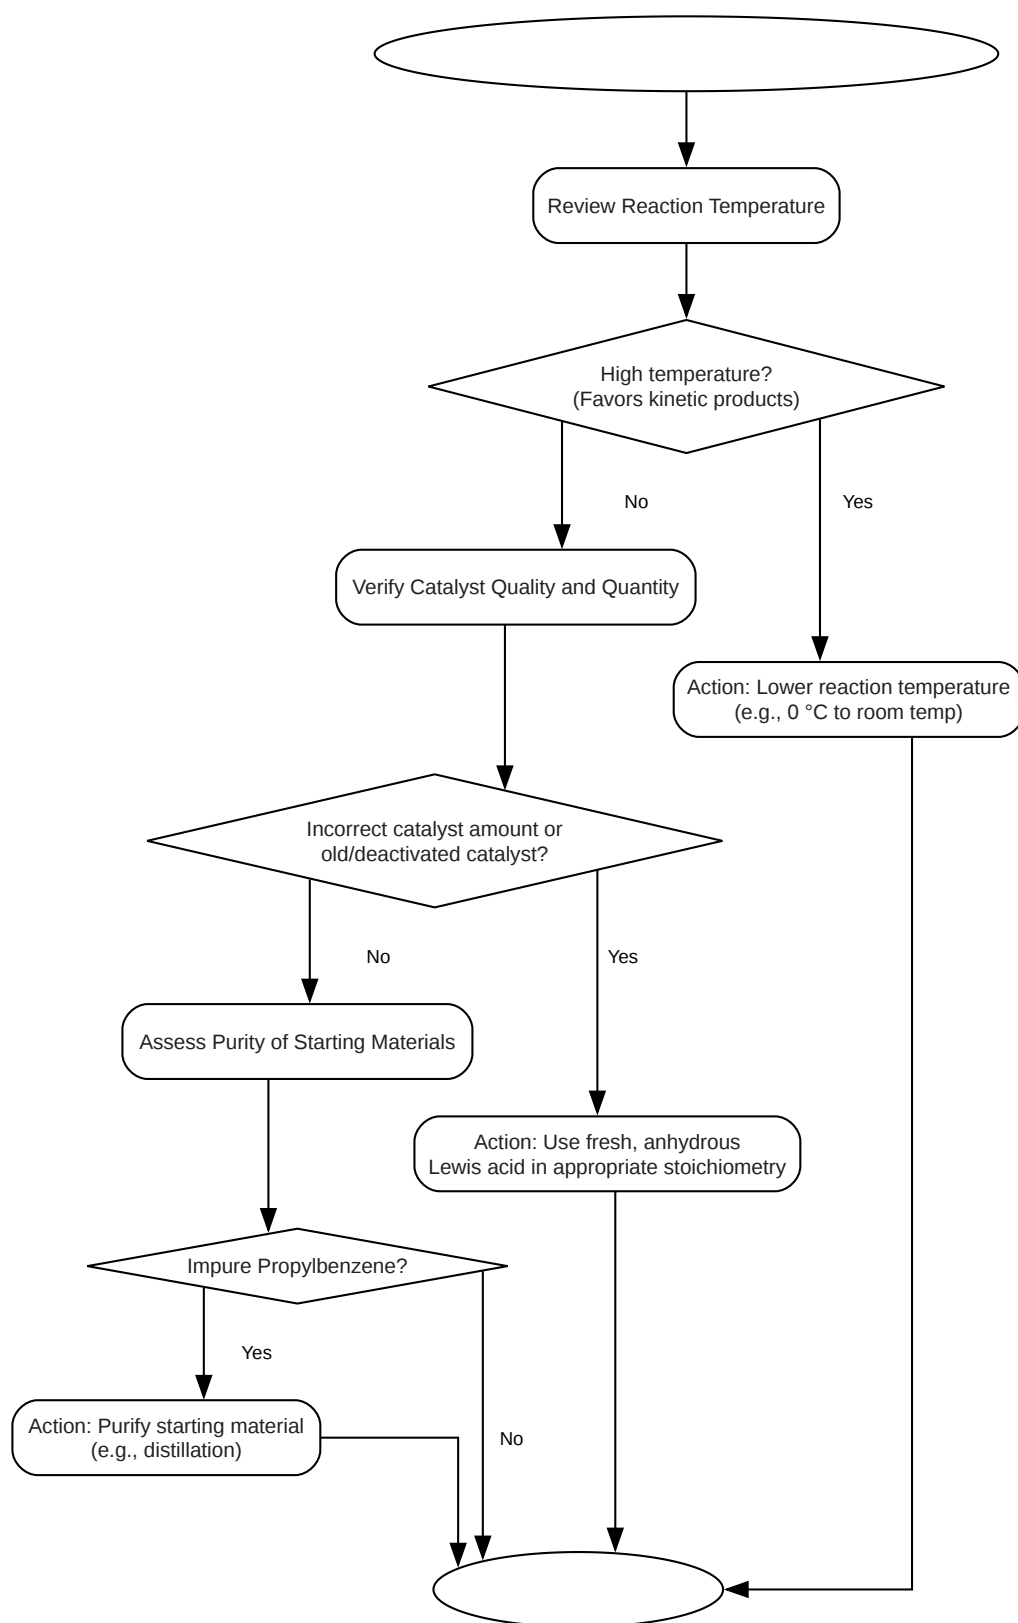 Review Reaction Temperature
High temperature?
(Favors kinetic products)
No
Yes
Verify Catalyst Quality and Quantity
Action: Lower reaction temperature
(e.g., 0 °C to room temp)
Incorrect catalyst amount or
old/deactivated catalyst?
No
Yes
Assess Purity of Starting Materials
Action: Use fresh, anhydrous
Lewis acid in appropriate stoichiometry
Impure Propylbenzene?
Yes
Action: Purify starting material
(e.g., distillation)
No